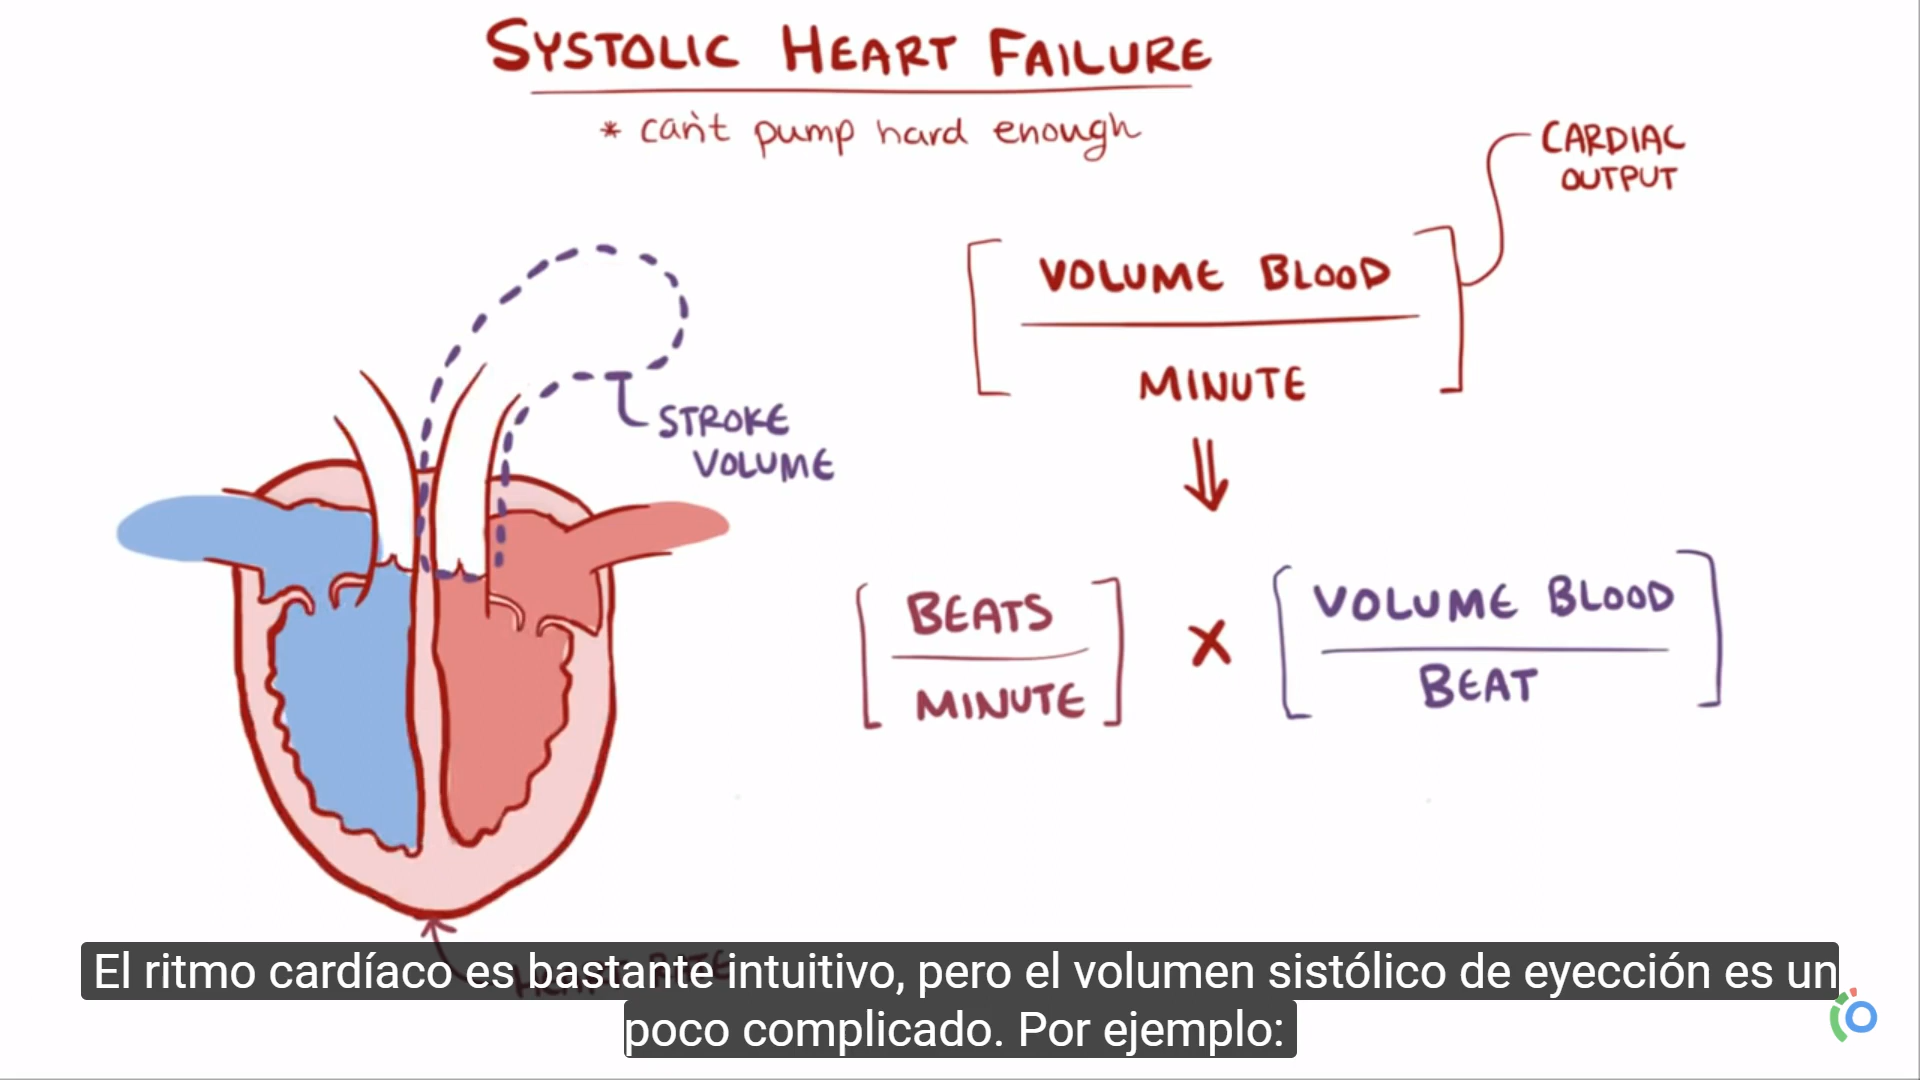 SYSTOLIC HEART FAILURE
* can't pump hard enough
CARDIAC
OUTPUT
VOLUME BLOOD
MINUTE
STROKE
VOLUME
BEATS
MINUTE
X
VOLUME BLOOD
BEAT
El ritmo cardíaco es bastante intuitivo, pero el volumen sistólico de eyección es un
poco complicado. Por ejemplo: